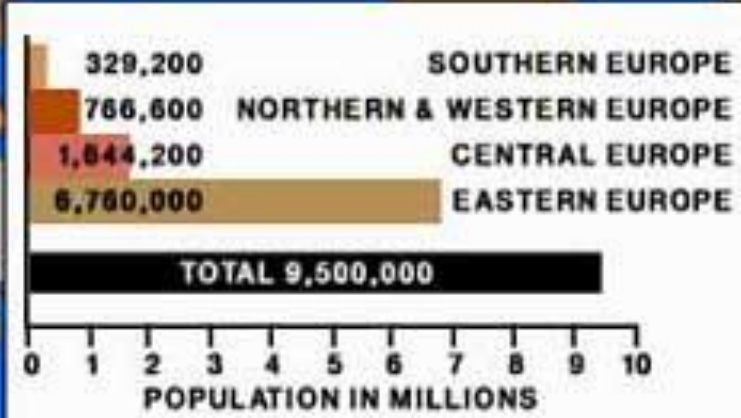 329,200 SOUTHERN EUROPE
766,600 NORTHERN & WESTERN EUROPE
1,644,200 CENTRAL EUROPE
6,760,000 EASTERN EUROPE
TOTAL 9,500,000
0 1 2 3 4 5 6 7 8 9 10
POPULATION IN MILLIONS